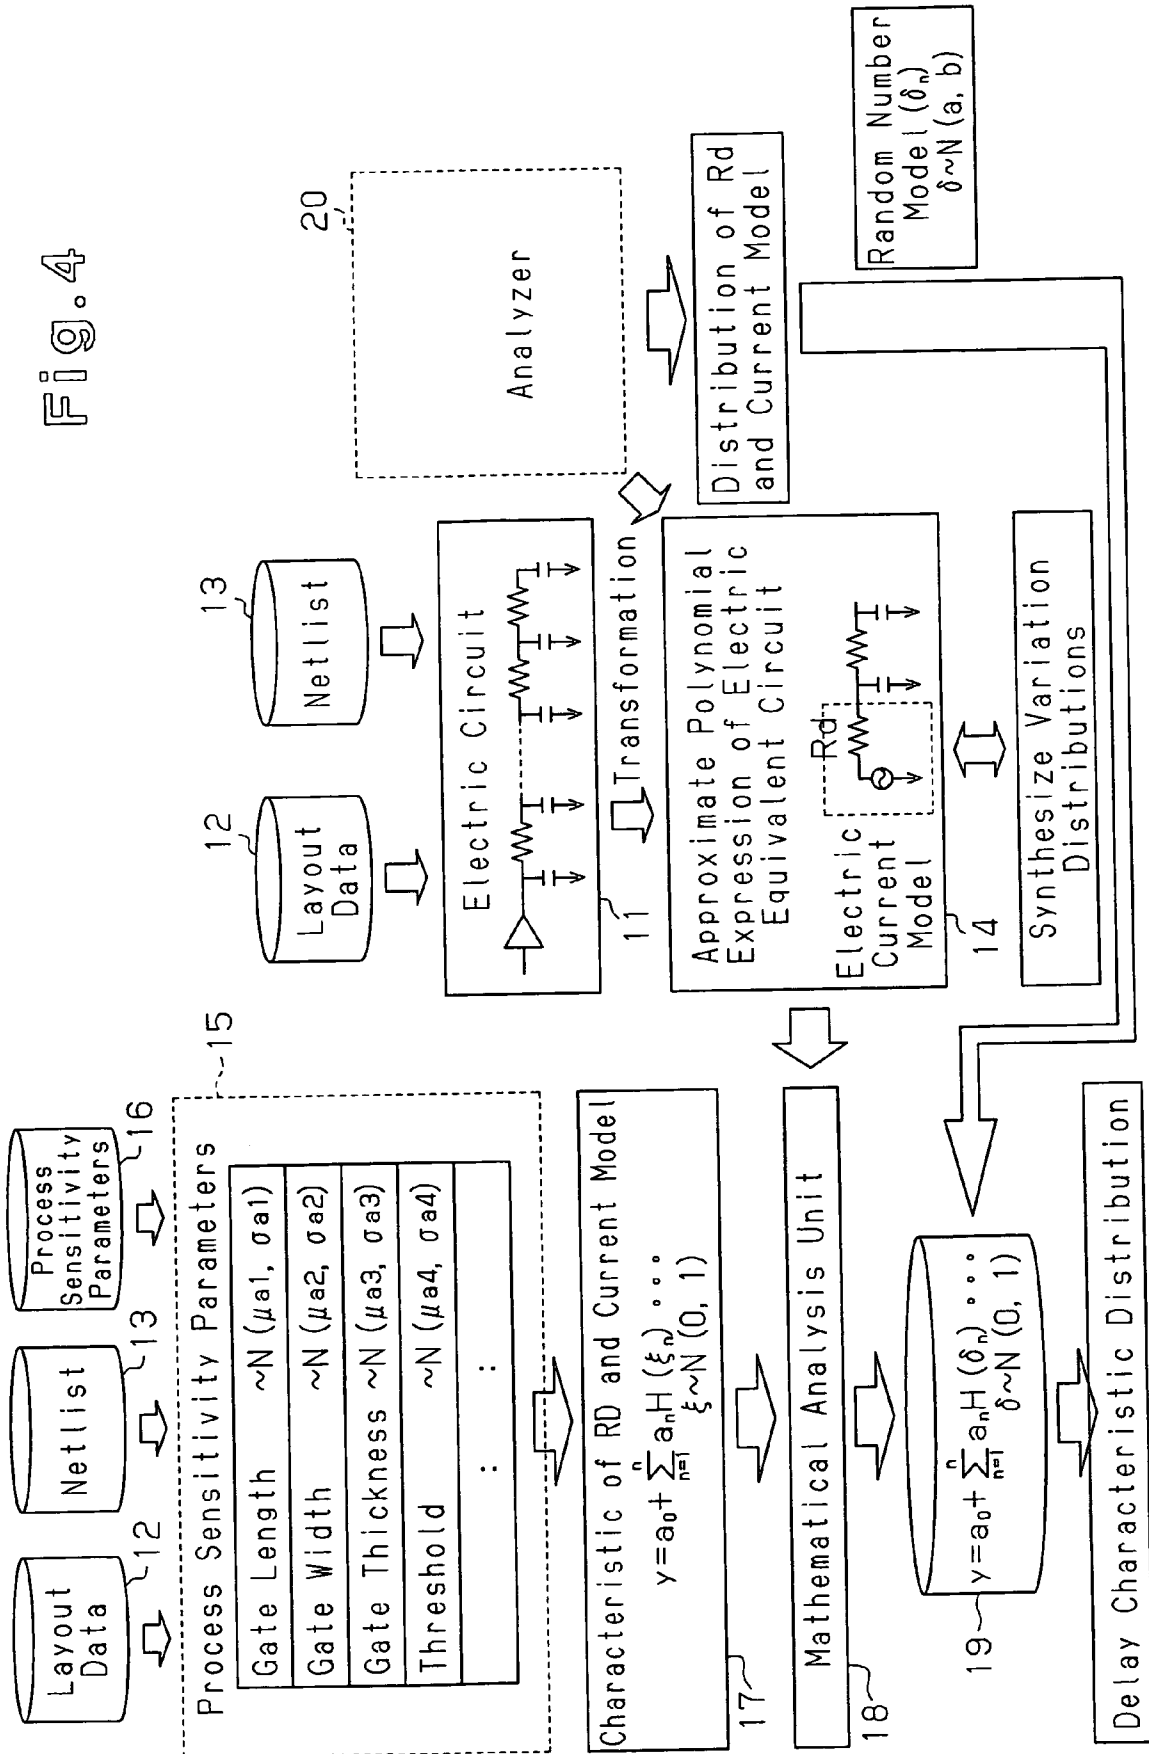 Fig.4
Layout
Data
12
Netlist
13
Process
Sensitivity
Parameters
16
15
Process Sensitivity Parameters
Gate Length ~N (μa1, σa1)
Gate Width ~N (μa2, σa2)
Gate Thickness ~N (μa3, σa3)
Threshold ~N (μa4, σa4)
: :
Characteristic of RD and Current Model
y=a₀+ n∑n=1 aₙH (ξₙ) ....
ξ~N (0, 1)
17
Mathematical Analysis Unit
18
y=a₀+ n∑n=1 aₙH (δₙ) ....
δ~N (0, 1)
19
Delay Characteristic Distribution
Layout
Data
12
Netlist
13
Electric Circuit
11
Transformation
Approximate Polynomial
Expression of Electric
Equivalent Circuit
Rd
Electric
Current
Model
14
Synthesize Variation
Distributions
20
Analyzer
Distribution of Rd
and Current Model
Random Number
Model (δₙ)
δ~N (a, b)